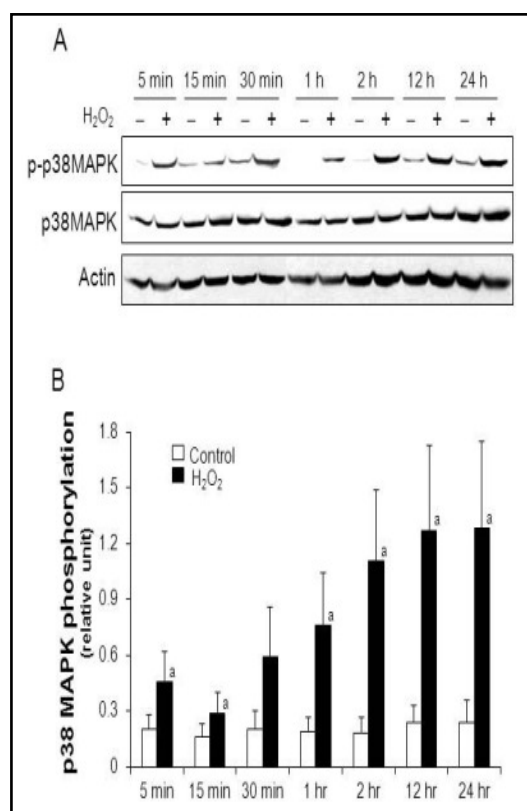 A
5 min 15 min 30 min 1 h 2 h 12 h 24 h
H₂O₂ – + – + – + – + – + – + – +
p-p38MAPK
p38MAPK
Actin
B
p38 MAPK phosphorylation
(relative unit)
1.8
1.5
1.2
0.9
0.6
0.3
0
Control
H₂O₂
a a a a a a
5 min 15 min 30 min 1 hr 2 hr 12 hr 24 hr